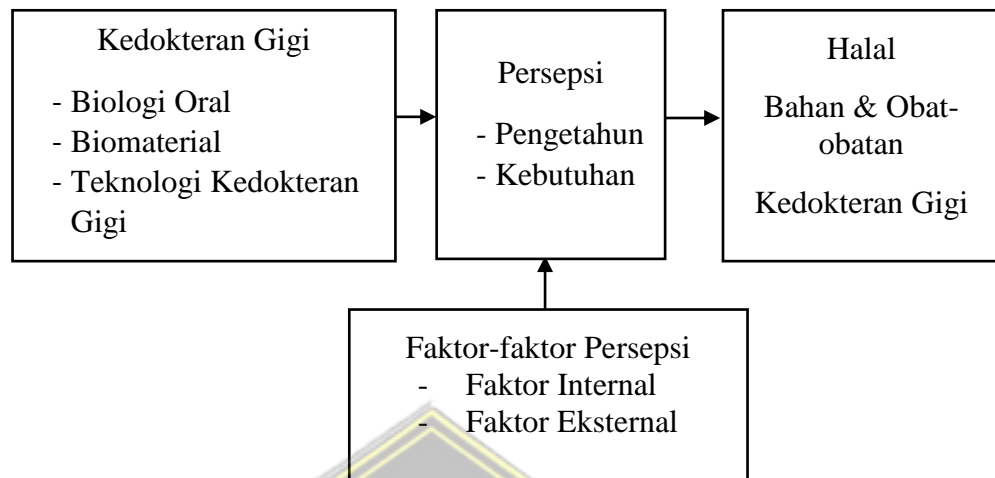 Kedokteran Gigi
- Biologi Oral
- Biomaterial
- Teknologi Kedokteran
Gigi
Persepsi
- Pengetahun
- Kebutuhan
Halal
Bahan & Obat-
obatan
Kedokteran Gigi
Faktor-faktor Persepsi
- Faktor Internal
- Faktor Eksternal